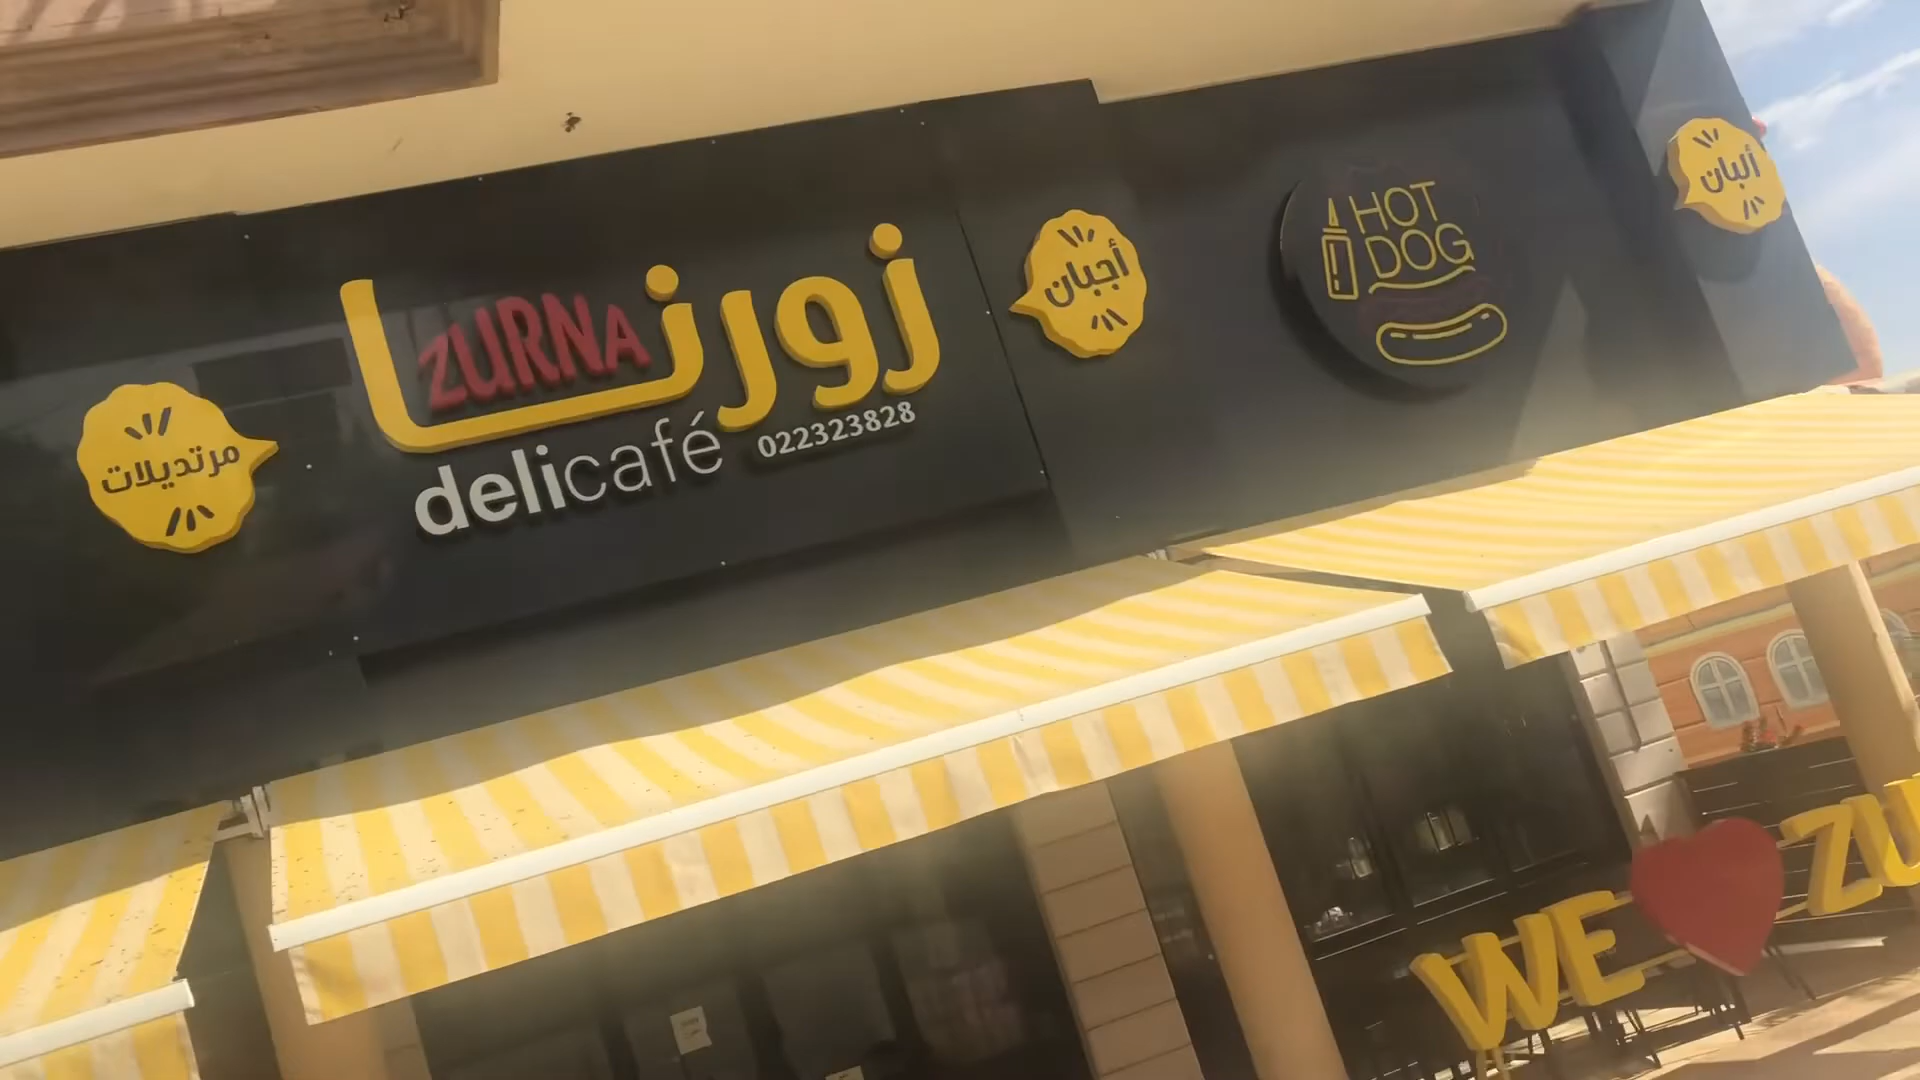 زورنا
ZURNA
delicafé
022323828
مرتديلات
أجبان
HOT
DOG
ألبان
WE
ZU